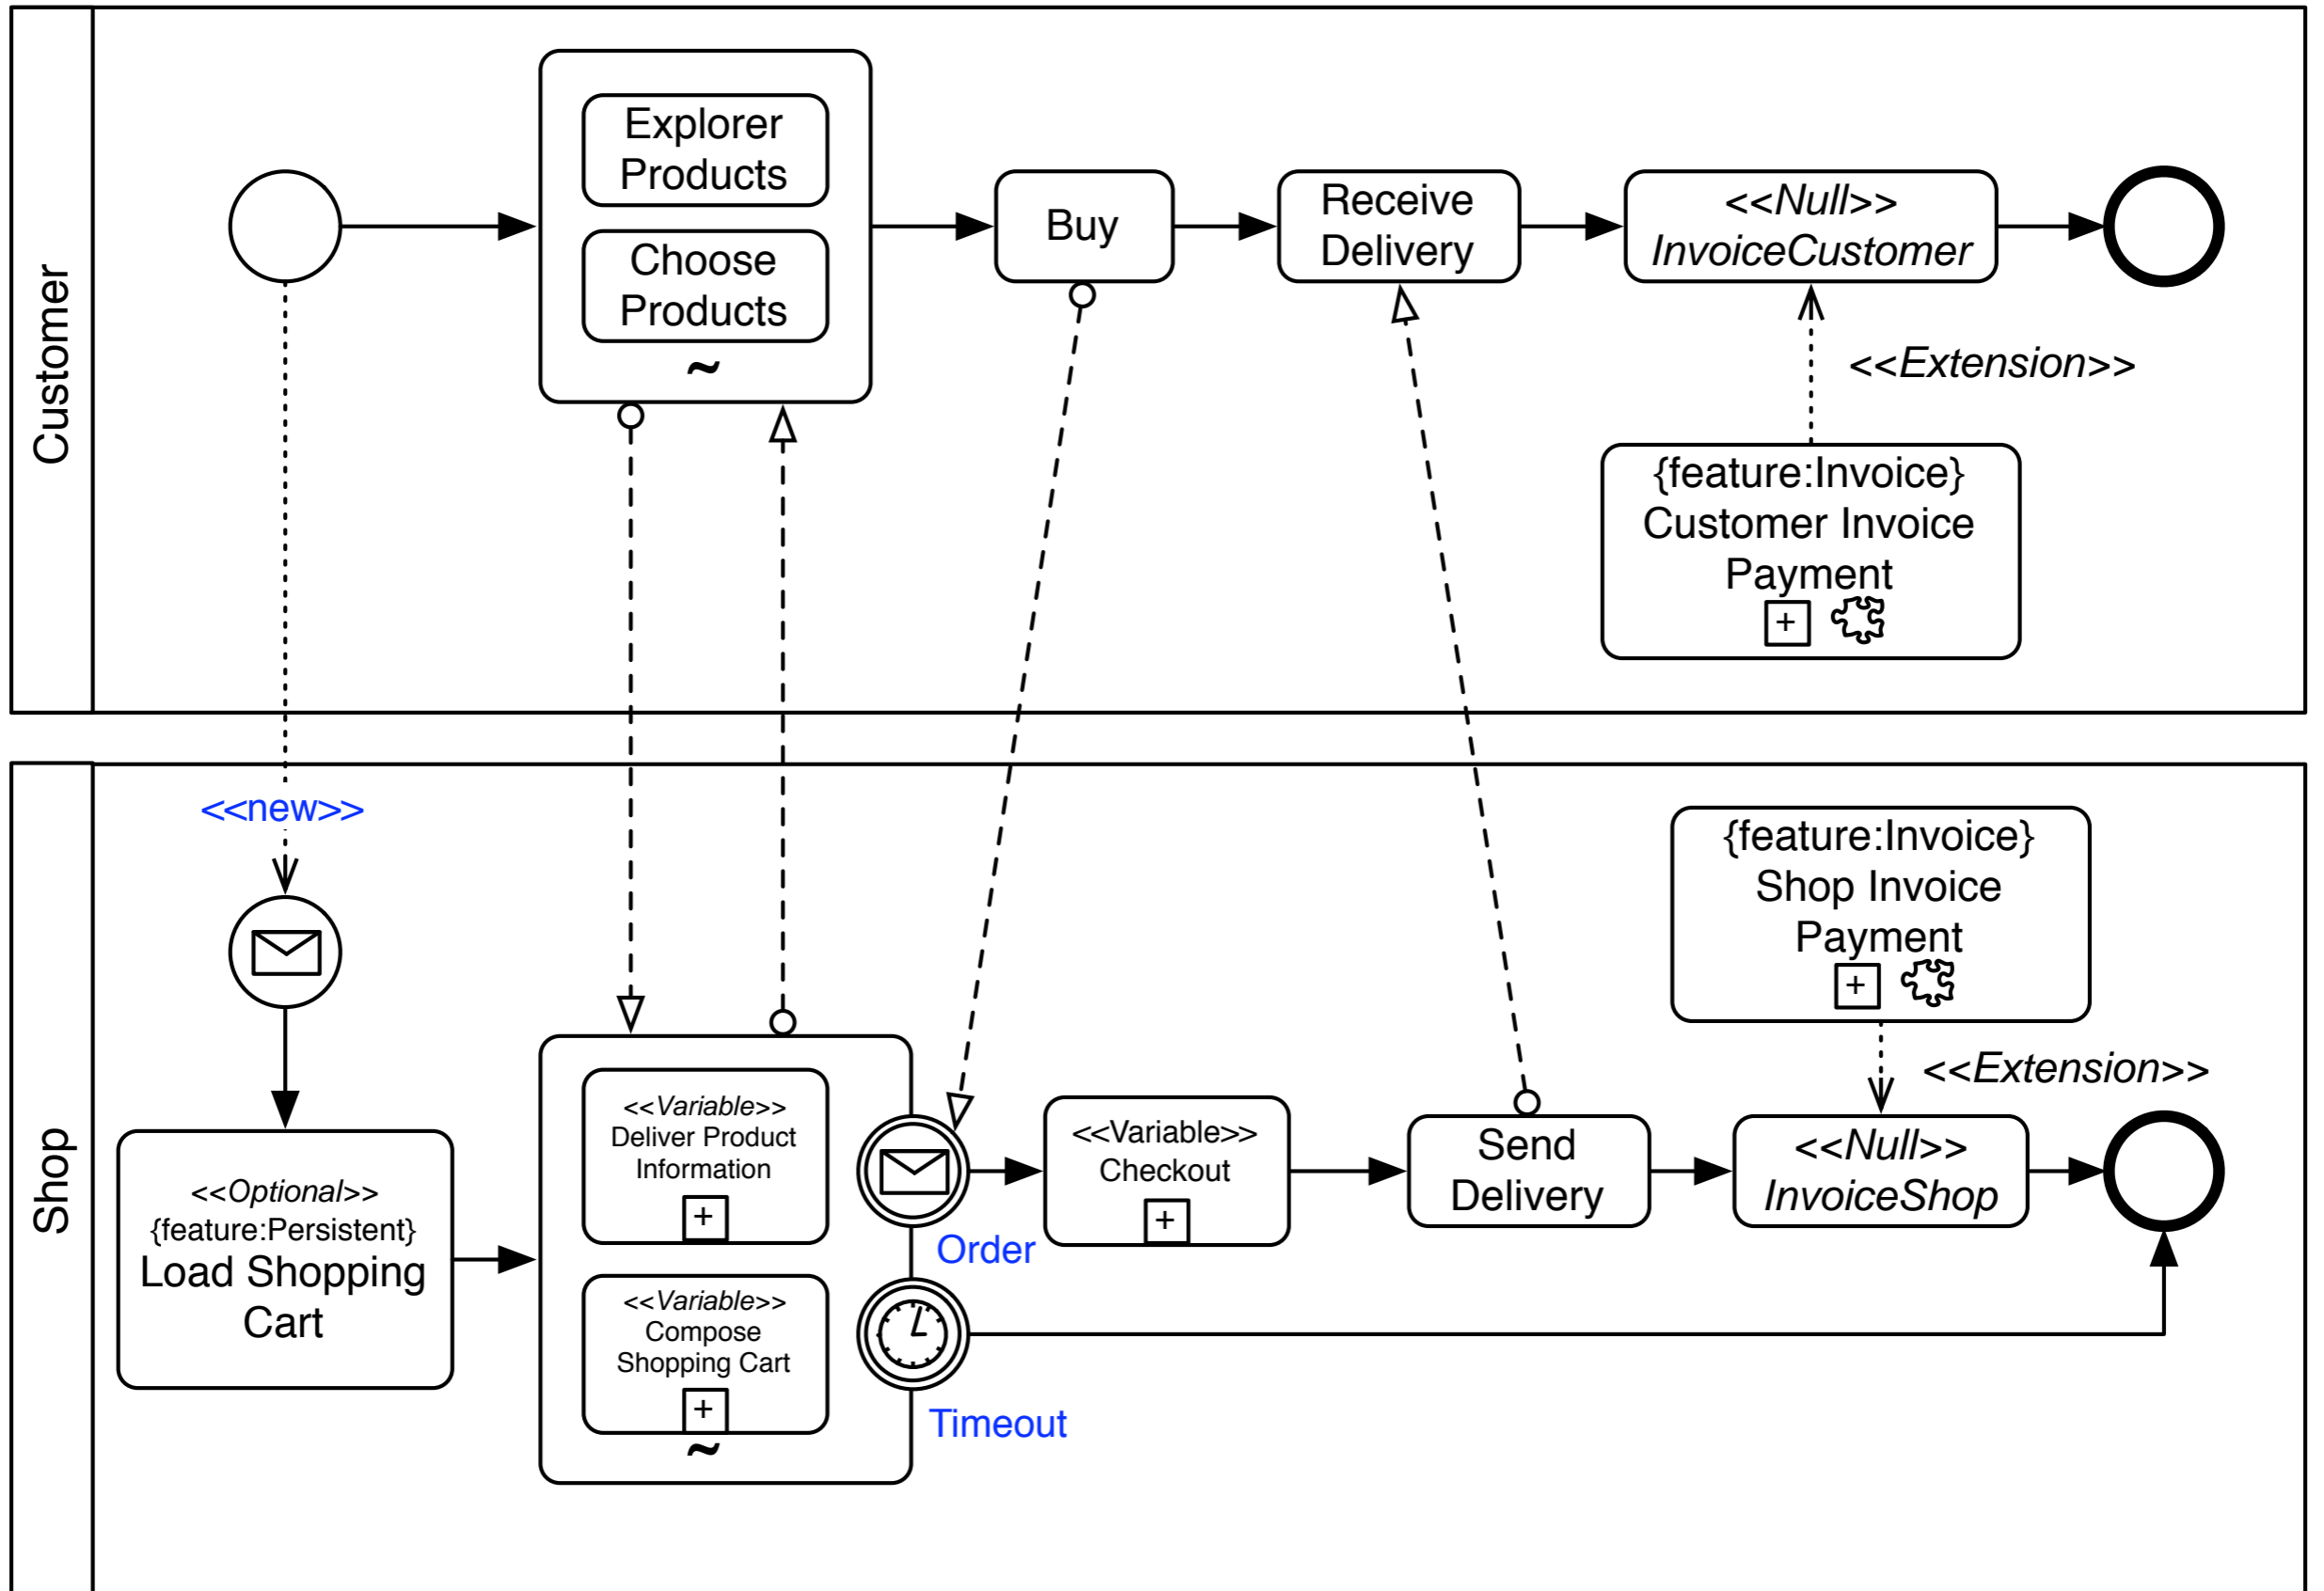 Customer
Explorer
Products
Choose
Products
~
Buy
Receive
Delivery
<<Null>>
InvoiceCustomer
<<Extension>>
{feature:Invoice}
Customer Invoice
Payment
+
Shop
<<new>>
<<Optional>>
{feature:Persistent}
Load Shopping
Cart
<<Variable>>
Deliver Product
Information
+
<<Variable>>
Compose
Shopping Cart
+
~
Order
Timeout
<<Variable>>
Checkout
+
Send
Delivery
{feature:Invoice}
Shop Invoice
Payment
+
<<Extension>>
<<Null>>
InvoiceShop